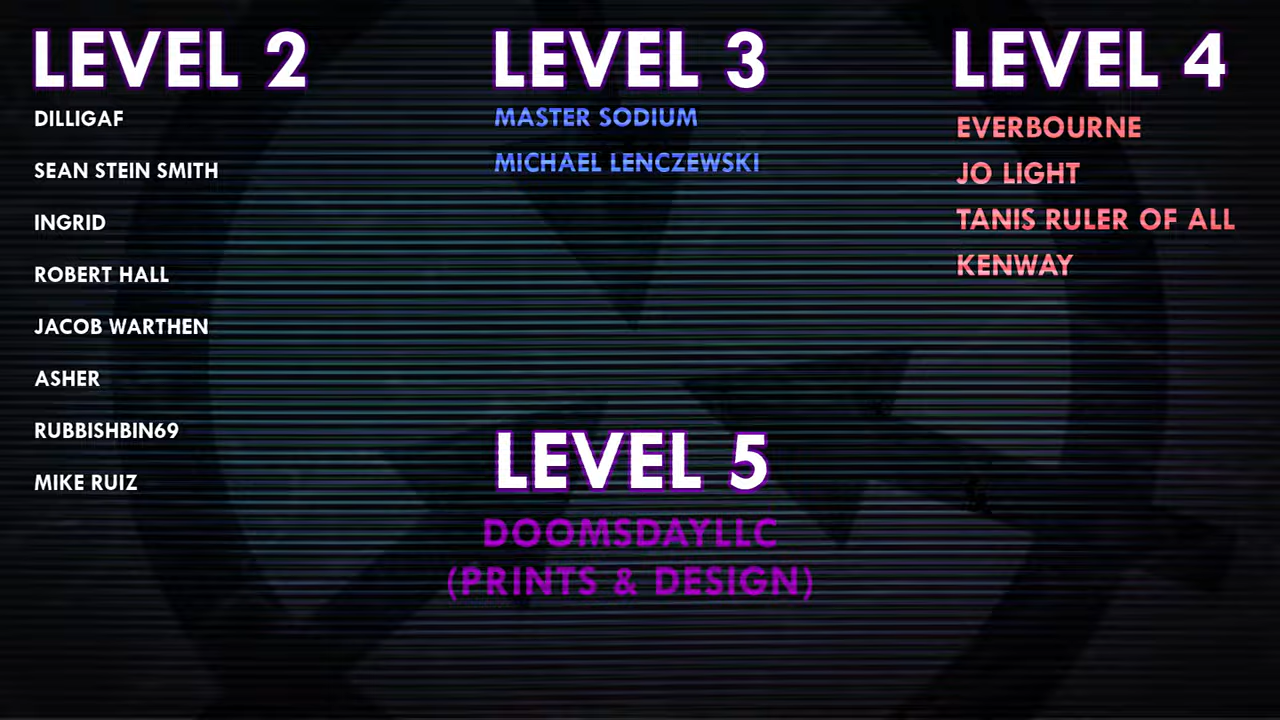 LEVEL 2
DILLIGAF
SEAN STEIN SMITH
INGRID
ROBERT HALL
JACOB WARTHEN
ASHER
RUBBISHBIN69
MIKE RUIZ
LEVEL 3
MASTER SODIUM
MICHAEL LENCZEWSKI
LEVEL 4
EVERBOURNE
JO LIGHT
TANIS RULER OF ALL
KENWAY
LEVEL 5
DOOMSDAYLLC
(PRINTS & DESIGN)